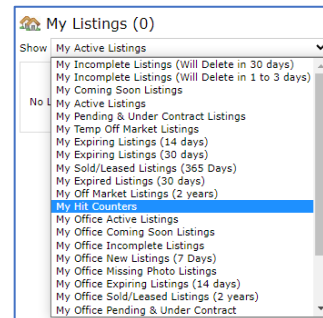 My Listings (0)
Show My Active Listings
My Incomplete Listings (Will Delete in 30 days)
My Incomplete Listings (Will Delete in 1 to 3 days)
My Coming Soon Listings
No L My Active Listings
My Pending & Under Contract Listings
My Temp Off Market Listings
My Expiring Listings (14 days)
My Expiring Listings (30 days)
My Sold/Leased Listings (365 Days)
My Expired Listings (30 days)
My Off Market Listings (2 years)
My Hit Counters
My Office Active Listings
My Office Coming Soon Listings
My Office Incomplete Listings
My Office New Listings (7 Days)
My Office Missing Photo Listings
My Office Expiring Listings (14 days)
My Office Sold/Leased Listings (2 years)
My Office Pending & Under Contract